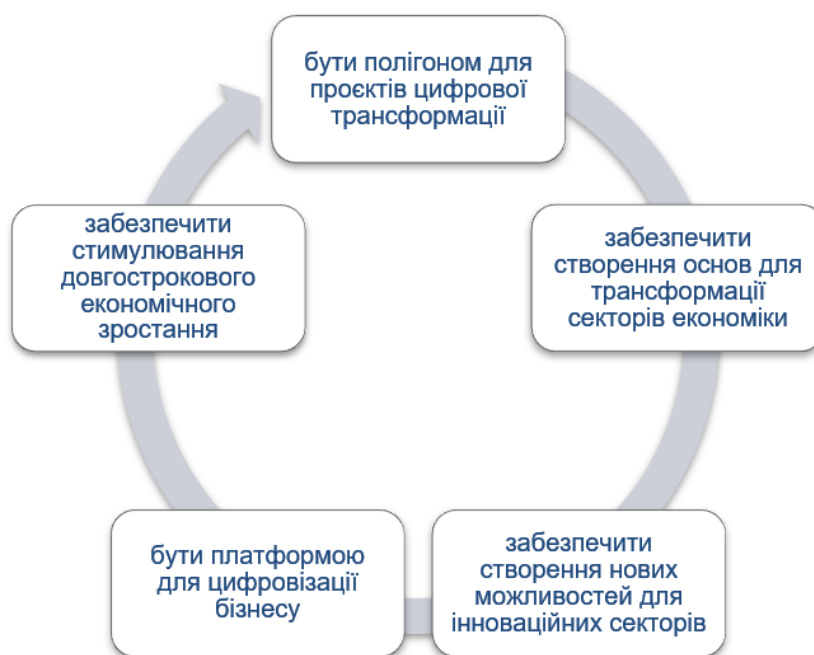 бути полігоном для
проєктів цифрової
трансформації
забезпечити
створення основ для
трансформації
секторів економіки
забезпечити
створення нових
можливостей для
інноваційних секторів
бути платформою
для цифровізації
бізнесу
забезпечити
стимулювання
довгострокового
економічного
зростання